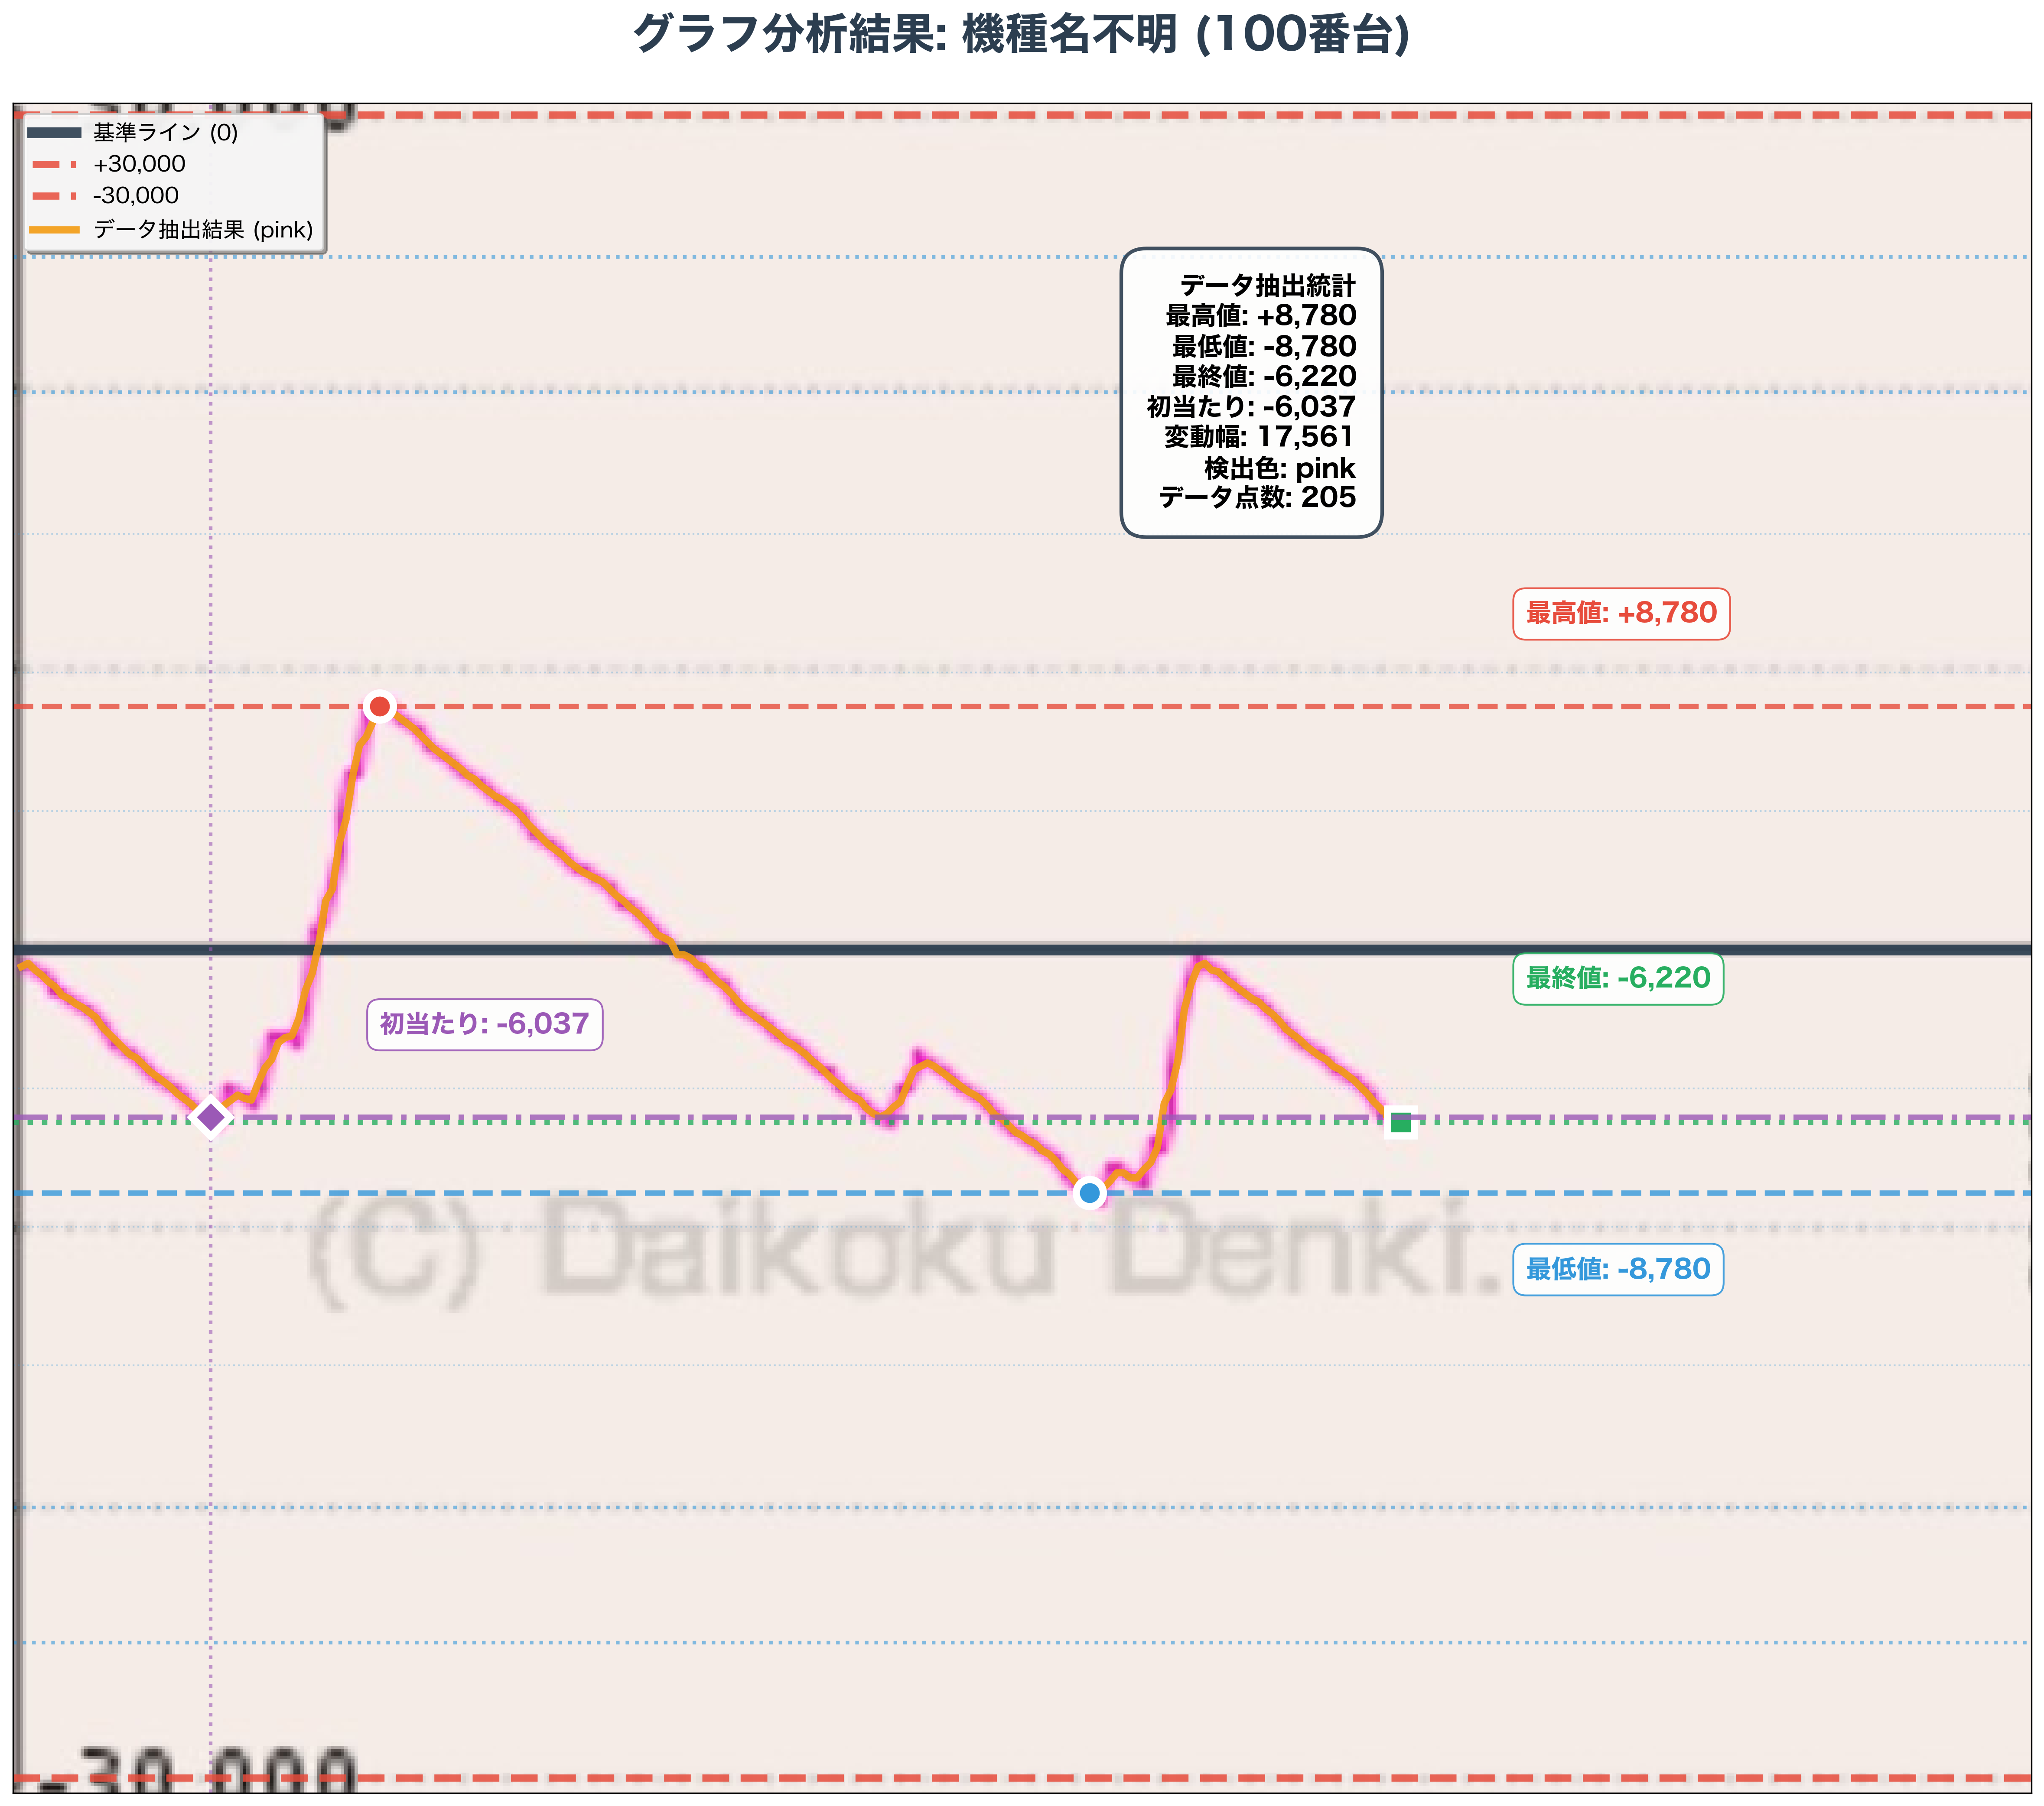 グラフ分析結果: 機種名不明 (100番台)
基準ライン (0)
+30,000
-30,000
データ抽出結果 (pink)
データ抽出統計
最高値: +8,780
最低値: -8,780
最終値: -6,220
初当たり: -6,037
変動幅: 17,561
検出色: pink
データ点数: 205
最高値: +8,780
最終値: -6,220
初当たり: -6,037
最低値: -8,780
(C) Daikoku Denki.
-30,000